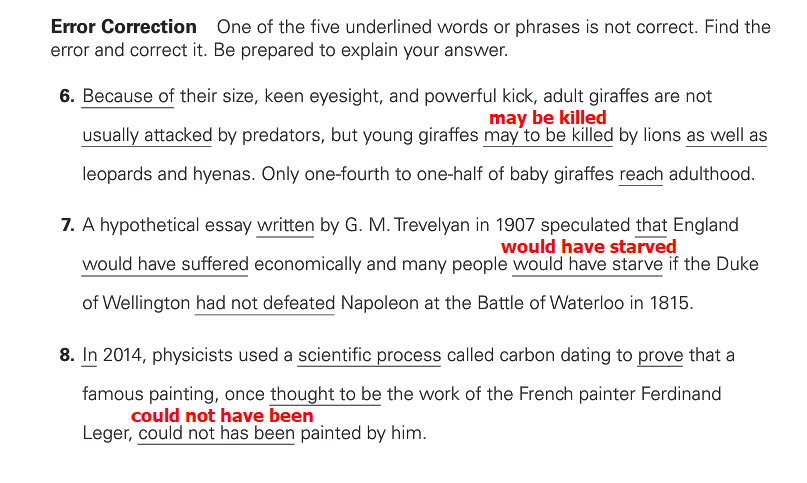 Error Correction One of the five underlined words or phrases is not correct. Find the
error and correct it. Be prepared to explain your answer.
6. Because of their size, keen eyesight, and powerful kick, adult giraffes are not
may be killed
usually attacked by predators, but young giraffes may to be killed by lions as well as
leopards and hyenas. Only one-fourth to one-half of baby giraffes reach adulthood.
7. A hypothetical essay written by G. M. Trevelyan in 1907 speculated that England
would have starved
would have suffered economically and many people would have starve if the Duke
of Wellington had not defeated Napoleon at the Battle of Waterloo in 1815.
8. In 2014, physicists used a scientific process called carbon dating to prove that a
famous painting, once thought to be the work of the French painter Ferdinand
could not have been
Leger, could not has been painted by him.